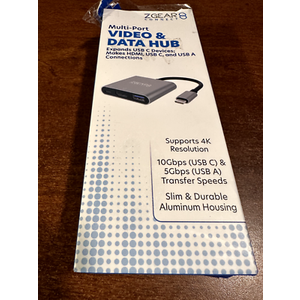 ZGEAR
CONNECT
Multi-Port
VIDEO &
DATA HUB
Expands USB C Devices;
Makes HDMI, USB C, and USB A
Connections
Supports 4K
Resolution
10Gbps (USB C) &
5Gbps (USB A)
Transfer Speeds
Slim & Durable
Aluminum Housing